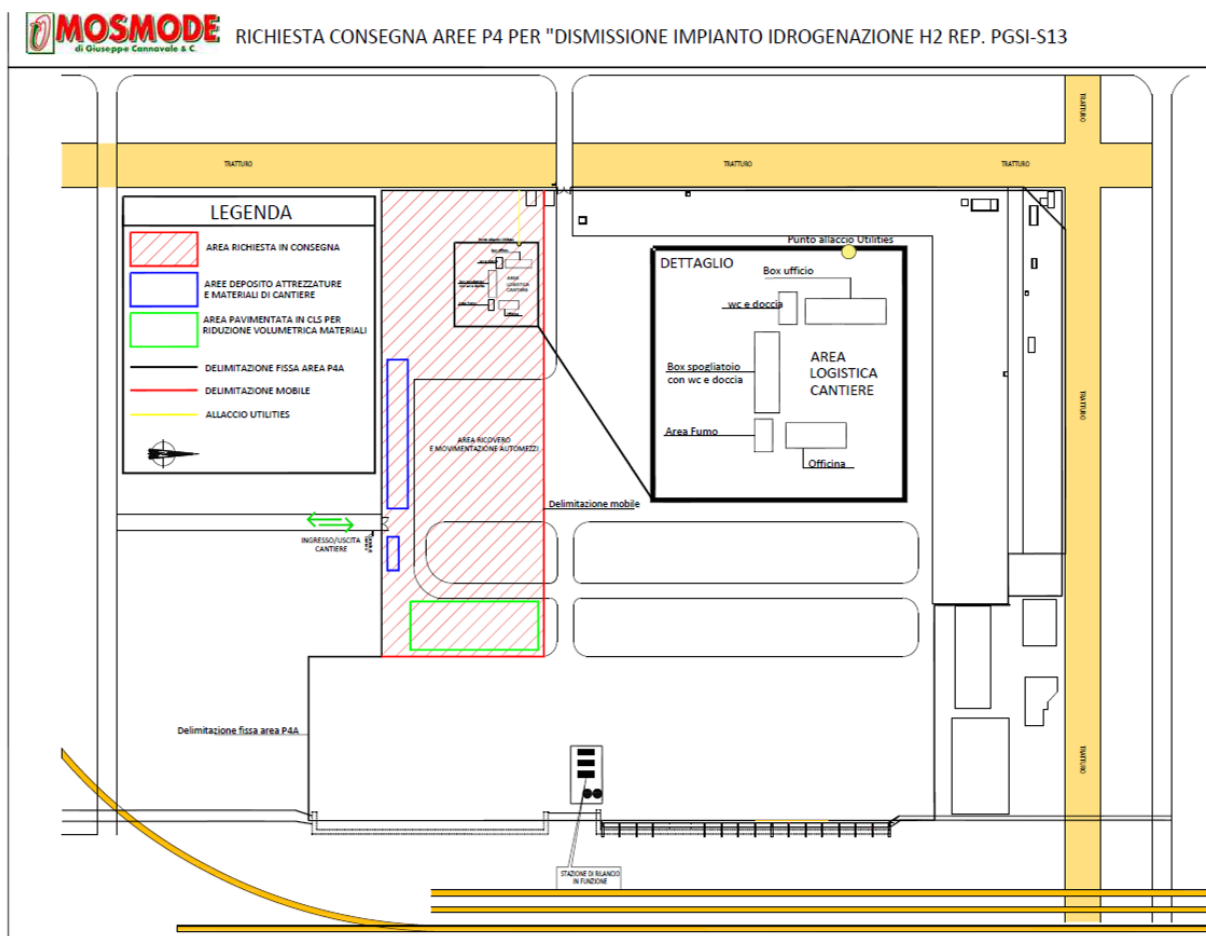 MOSMODE
di Giuseppe Cannavale & C.
RICHIESTA CONSEGNA AREE P4 PER "DISMISSIONE IMPIANTO IDROGENAZIONE H2 REP. PGSI-S13
TRATTURO
TRATTURO
TRATTURO
TRATTURO
LEGENDA
AREA RICHIESTA IN CONSEGNA
AREE DEPOSITO ATTREZZATURE
E MATERIALI DI CANTIERE
AREA PAVIMENTATA IN CLS PER
RIDUZIONE VOLUMETRICA MATERIALI
DELIMITAZIONE FISSA AREA P4A
DELIMITAZIONE MOBILE
ALLACCIO UTILITIES
AREA
LOGISTICA
CANTIERE
Officina
Punto allaccio Utilities
DETTAGLIO
Box ufficio
wc e doccia
Box spogliatoio
con wc e doccia
AREA
LOGISTICA
CANTIERE
Area Fumo
Officina
TRATTURO
AREA RICOVERO
E MOVIMENTAZIONE AUTOMEZZI
Delimitazione mobile
INGRESSO/USCITA
CANTIERE
Delimitazione fissa area P4A
TRATTURO
STAZIONE DI RILANCIO
IN FUNZIONE